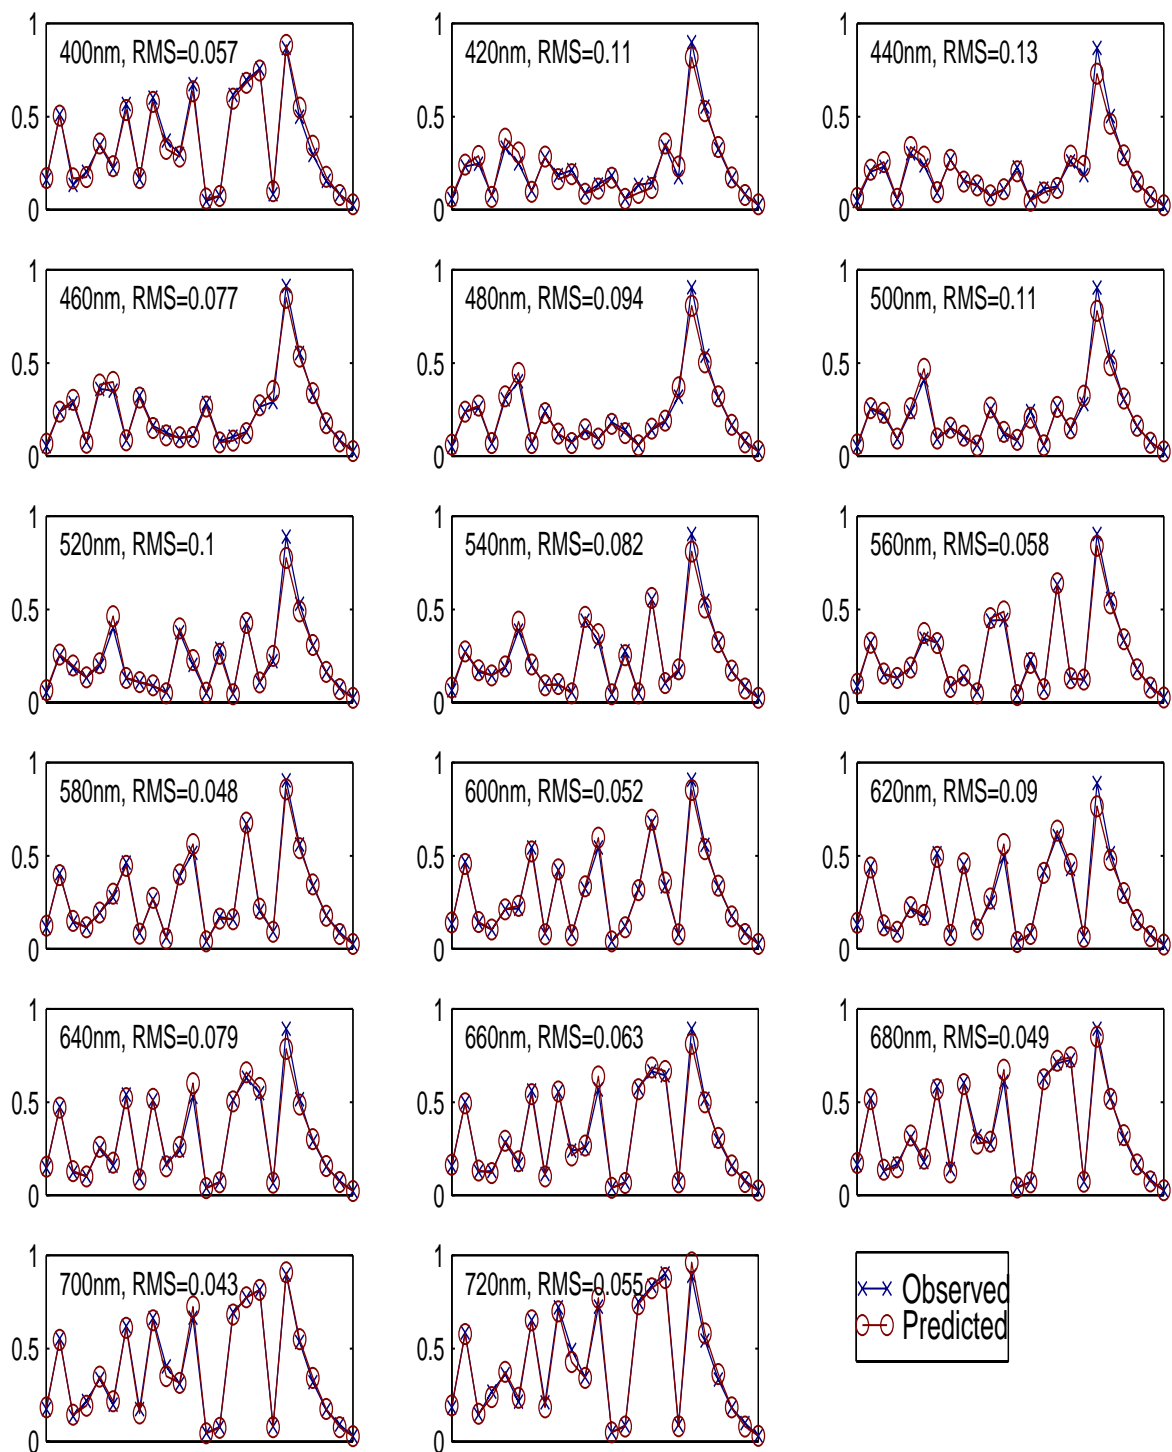 1
400nm, RMS=0.057
0.5
0
420nm, RMS=0.11
1
0.5
0
440nm, RMS=0.13
1
0.5
0
1
460nm, RMS=0.077
0.5
0
1
480nm, RMS=0.094
0.5
0
1
500nm, RMS=0.11
0.5
0
1
520nm, RMS=0.1
0.5
0
1
540nm, RMS=0.082
0.5
0
1
560nm, RMS=0.058
0.5
0
1
580nm, RMS=0.048
0.5
0
1
600nm, RMS=0.052
0.5
0
1
620nm, RMS=0.09
0.5
0
1
640nm, RMS=0.079
0.5
0
1
660nm, RMS=0.063
0.5
0
1
680nm, RMS=0.049
0.5
0
1
700nm, RMS=0.043
0.5
0
1
720nm, RMS=0.055
0.5
0
Observed
Predicted